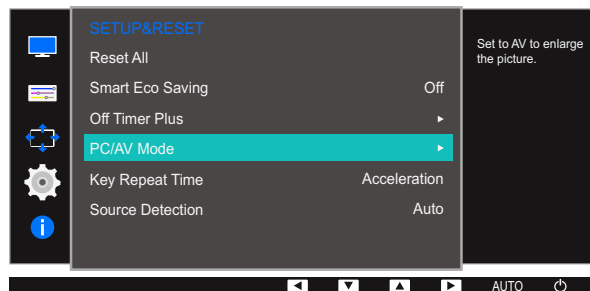 SETUP&RESET
Reset All
Smart Eco Saving Off
Off Timer Plus
PC/AV Mode
Key Repeat Time Acceleration
Source Detection Auto
Set to AV to enlarge
the picture.
AUTO